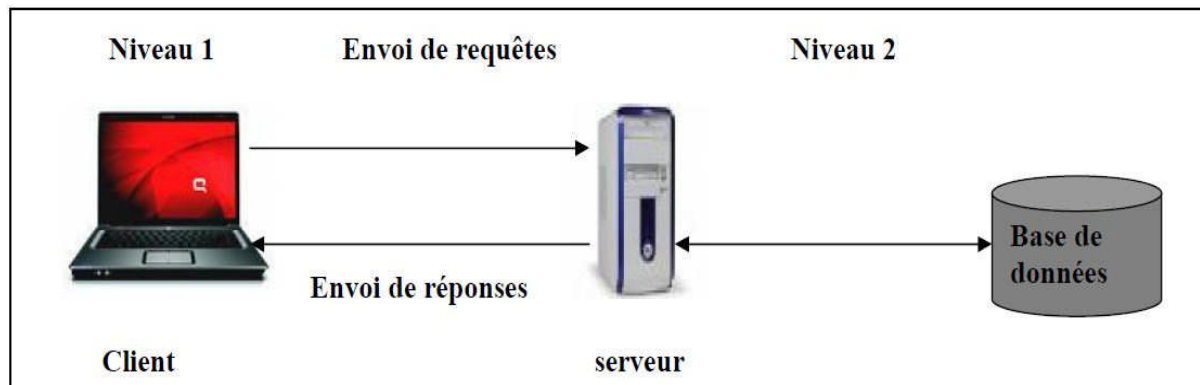 Niveau 1
Envoi de requêtes
Niveau 2
Base de
données
Envoi de réponses
Client
serveur